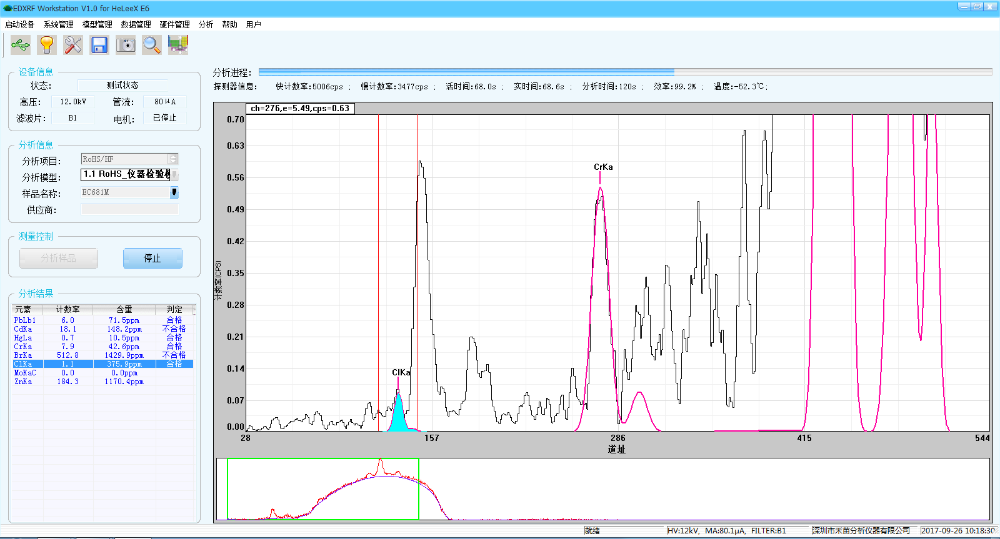 EDXRF Workstation V1.0 for HeLeeX E6
启动设备 系统管理 模型管理 数据管理 硬件管理 分析 帮助 用户
设备信息
状态: 测试状态
高压: 12.0kV 管流: 80μA
滤波片: B1 电机: 已停止
分析信息
分析项目: RoHS/HF
分析模型: 1.1 RoHS_仪器检验
样品名称: EC681M
供应商:
测量控制
分析样品 停止
分析结果
元素 计数率 含量 判定
PbLb1 6.0 71.5ppm 合格
CdKa 18.1 148.2ppm 不合格
HgLa 0.7 10.5ppm 合格
CrKa 7.9 42.6ppm 合格
BrKa 512.8 1429.9ppm 不合格
ClKa 1.1 375.9ppm 合格
MoKaC 0.0 0.0ppm
ZnKa 184.3 1170.4ppm
分析进程:
探测器信息: 快计数率:5006cps ; 慢计数率:3477cps ; 活时间:68.0s ; 实时间:68.6s ; 分析时间:120s ; 效率:99.2% ; 温度:-52.3℃;
ch=276,e=5.49,cps=0.63
0.70
0.63
0.56
0.49
0.42
0.35
0.28
0.21
0.14
0.07
0.00
计数率(CPS)
CrKa
ClKa
28 157 286 415 544
道址
就绪 HV:12kV, MA:80.1μA, FILTER:B1 深圳市禾苗分析仪器有限公司 2017-09-26 10:18:30